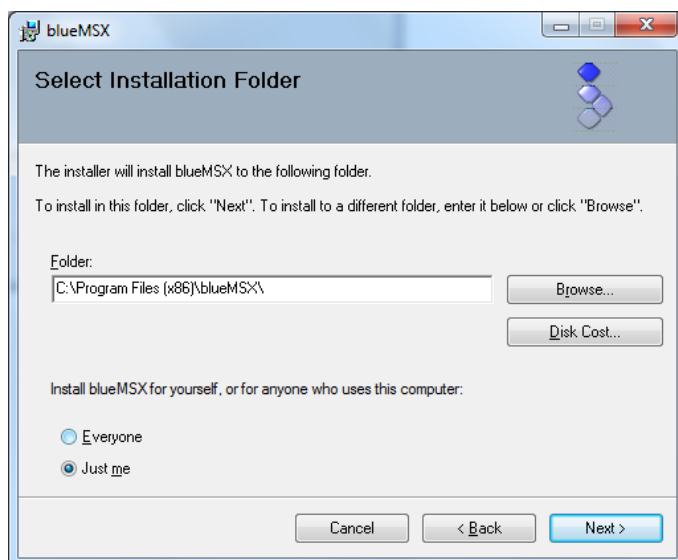 blueMSX
Select Installation Folder
The installer will install blueMSX to the following folder.
To install in this folder, click "Next". To install to a different folder, enter it below or click "Browse".
Folder:
C:\Program Files (x86)\blueMSX\
Browse...
Disk Cost...
Install blueMSX for yourself, or for anyone who uses this computer:
Everyone
Just me
Cancel
< Back
Next >